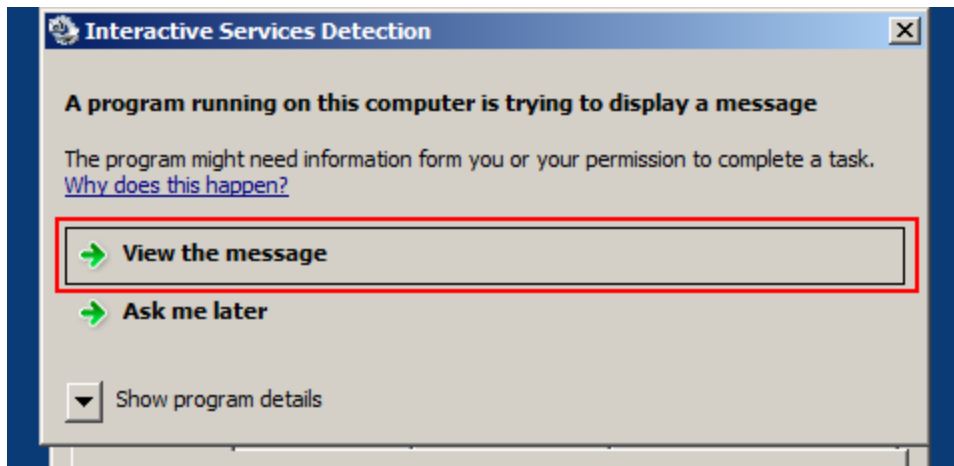 Interactive Services Detection
A program running on this computer is trying to display a message
The program might need information form you or your permission to complete a task.
Why does this happen?
View the message
Ask me later
Show program details